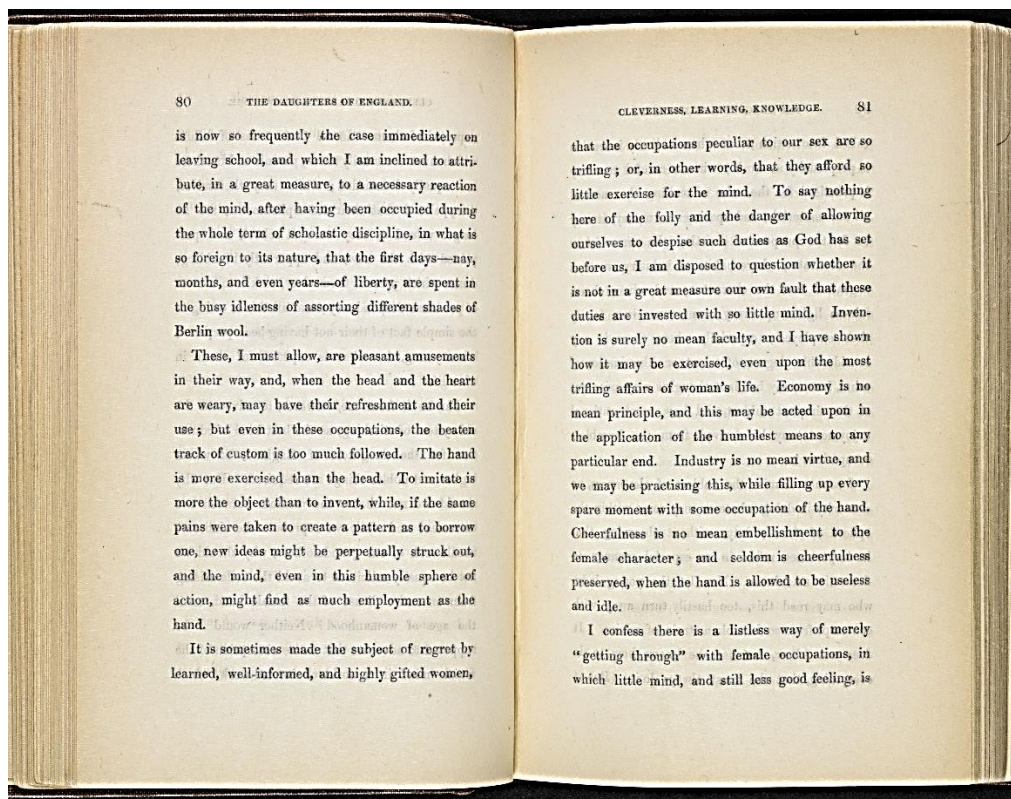 80 THE DAUGHTERS OF ENGLAND.
is now so frequently the case immediately on
leaving school, and which I am inclined to attri-
bute, in a great measure, to a necessary reaction
of the mind, after having been occupied during
the whole term of scholastic discipline, in what is
so foreign to its nature, that the first days—nay,
months, and even years—of liberty, are spent in
the busy idleness of assorting different shades of
Berlin wool.
These, I must allow, are pleasant amusements
in their way, and, when the head and the heart
are weary, may have their refreshment and their
use; but even in these occupations, the beaten
track of custom is too much followed. The hand
is more exercised than the head. To imitate is
more the object than to invent, while, if the same
pains were taken to create a pattern as to borrow
one, new ideas might be perpetually struck out,
and the mind, even in this humble sphere of
action, might find as much employment as the
hand.
It is sometimes made the subject of regret by
learned, well-informed, and highly gifted women,
CLEVERNESS, LEARNING, KNOWLEDGE. 81
that the occupations peculiar to our sex are so
trifling; or, in other words, that they afford so
little exercise for the mind. To say nothing
here of the folly and the danger of allowing
ourselves to despise such duties as God has set
before us, I am disposed to question whether it
is not in a great measure our own fault that these
duties are invested with so little mind. Inven-
tion is surely no mean faculty, and I have shown
how it may be exercised, even upon the most
trifling affairs of woman's life. Economy is no
mean principle, and this may be acted upon in
the application of the humblest means to any
particular end. Industry is no mean virtue, and
we may be practising this, while filling up every
spare moment with some occupation of the hand.
Cheerfulness is no mean embellishment to the
female character; and seldom is cheerfulness
preserved, when the hand is allowed to be useless
and idle.
I confess there is a listless way of merely
"getting through" with female occupations, in
which little mind, and still less good feeling, is